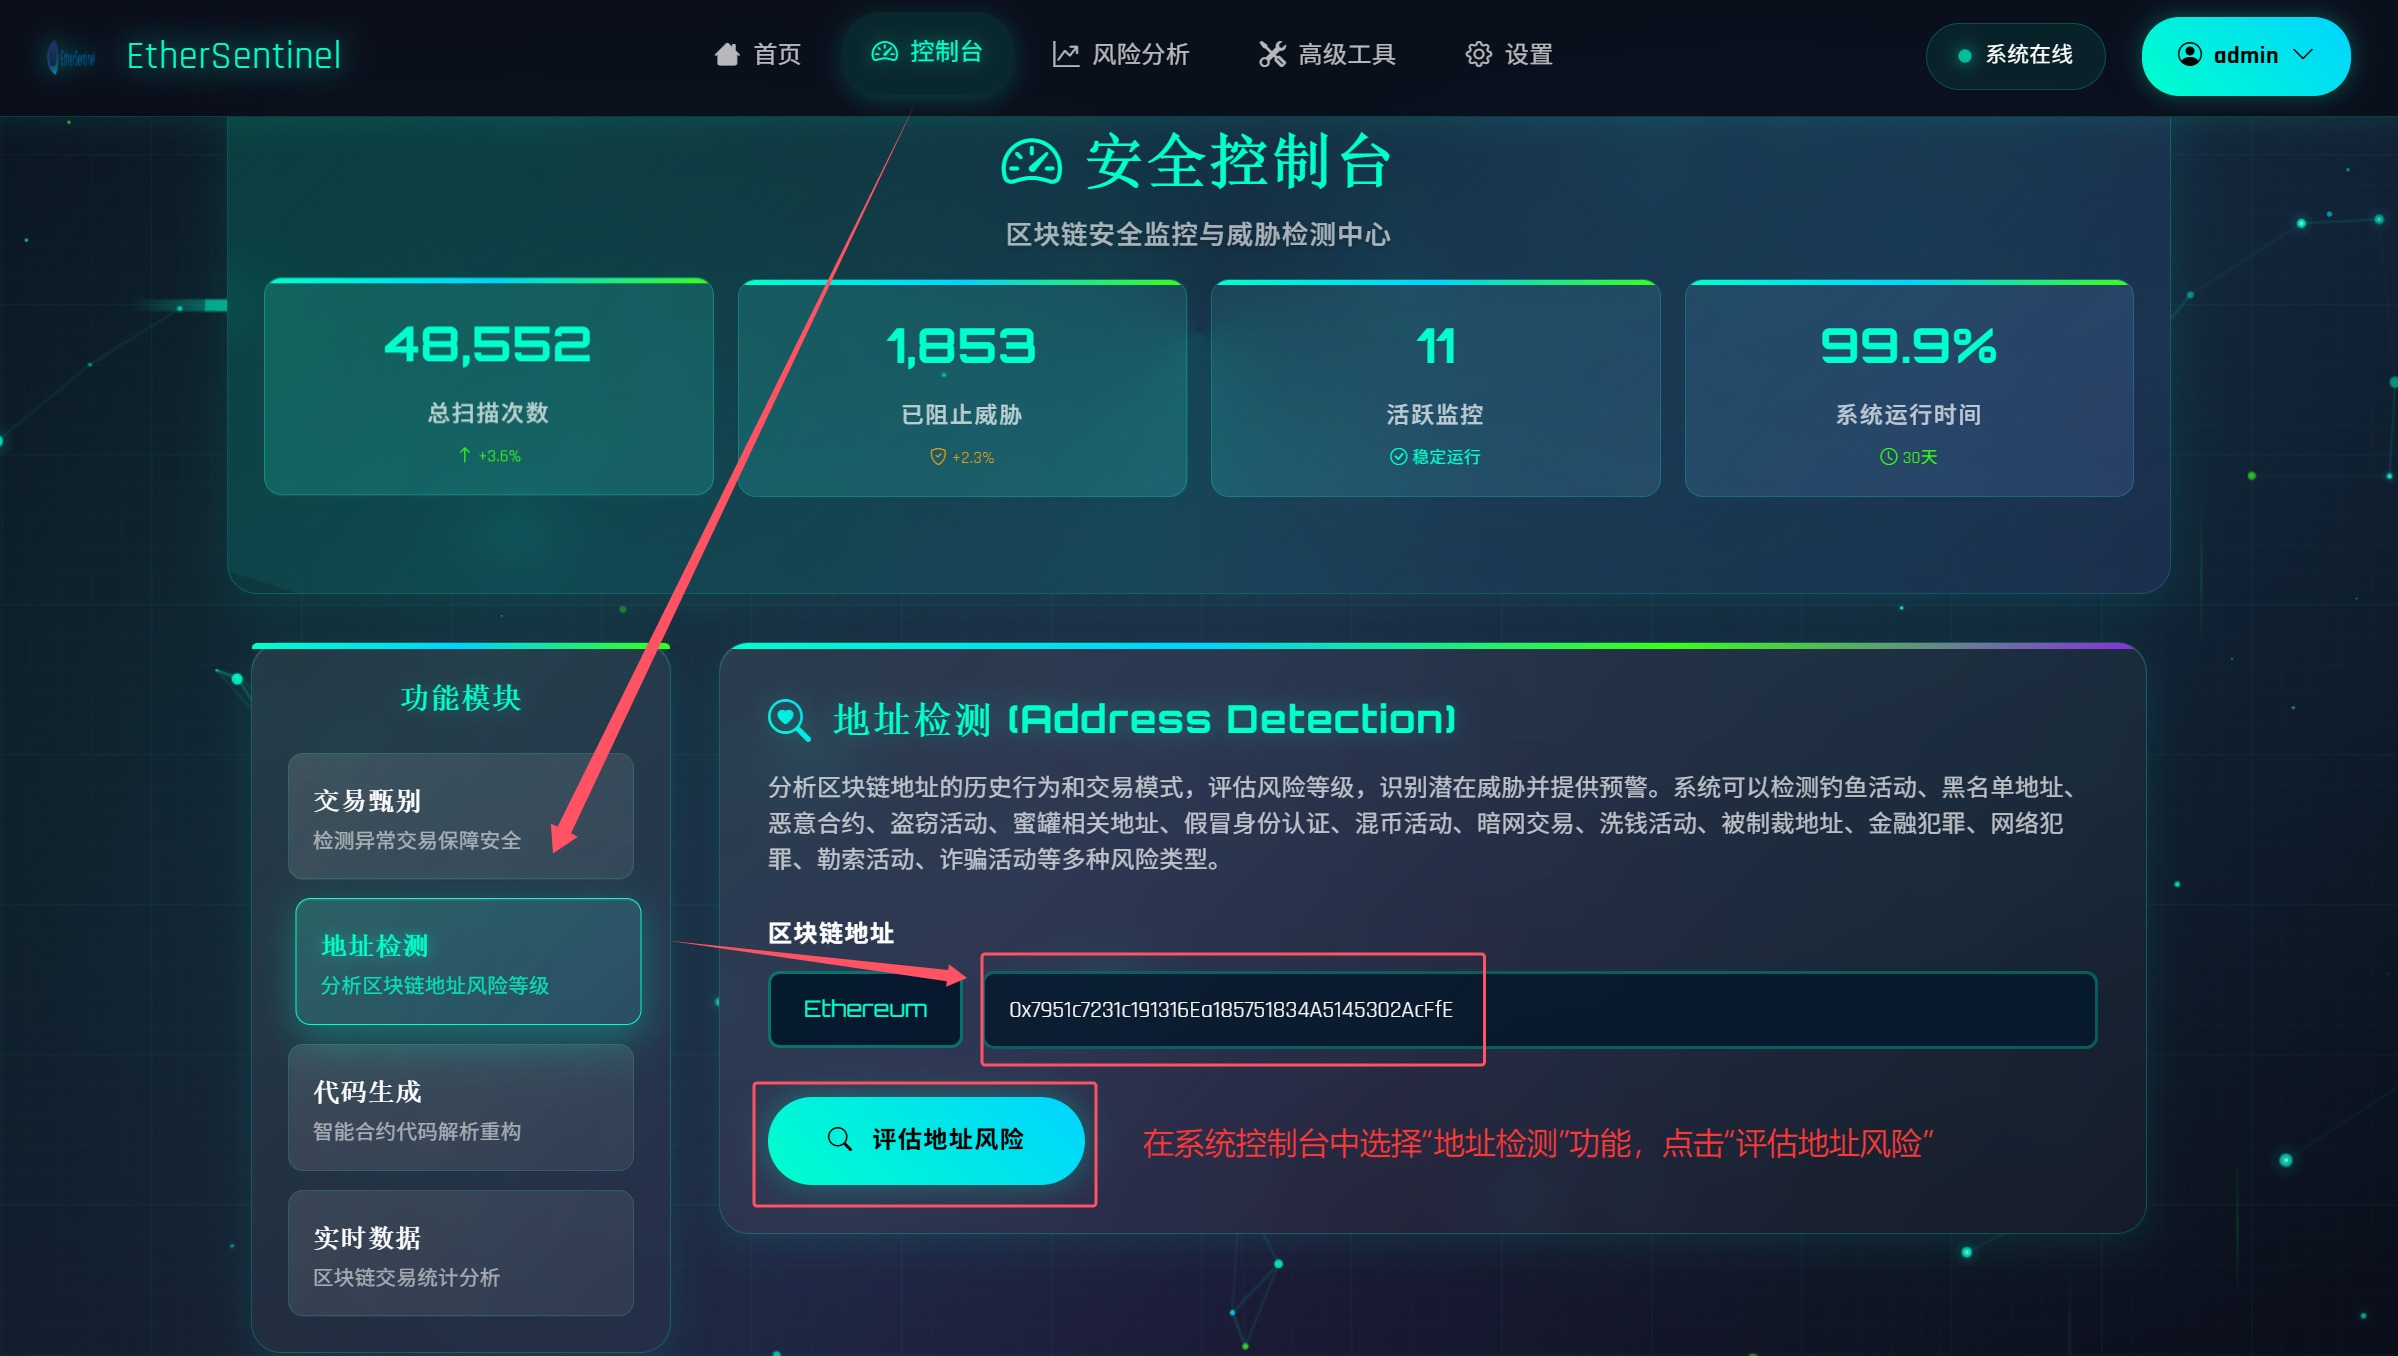 EtherSentinel
EtherSentinel
首页
控制台
风险分析
高级工具
设置
系统在线
admin
安全控制台
区块链安全监控与威胁检测中心
48,552
总扫描次数
+3.6%
1,853
已阻止威胁
+2.3%
11
活跃监控
稳定运行
99.9%
系统运行时间
30天
功能模块
交易甄别
检测异常交易保障安全
地址检测
分析区块链地址风险等级
代码生成
智能合约代码解析重构
实时数据
区块链交易统计分析
地址检测 (Address Detection)
分析区块链地址的历史行为和交易模式，评估风险等级，识别潜在威胁并提供预警。系统可以检测钓鱼活动、黑名单地址、
恶意合约、盗窃活动、蜜罐相关地址、假冒身份认证、混币活动、暗网交易、洗钱活动、被制裁地址、金融犯罪、网络犯
罪、勒索活动、诈骗活动等多种风险类型。
区块链地址
Ethereum
0x7951c7231c191316Ea185751834A5145302AcFfE
评估地址风险
在系统控制台中选择“地址检测”功能，点击“评估地址风险”